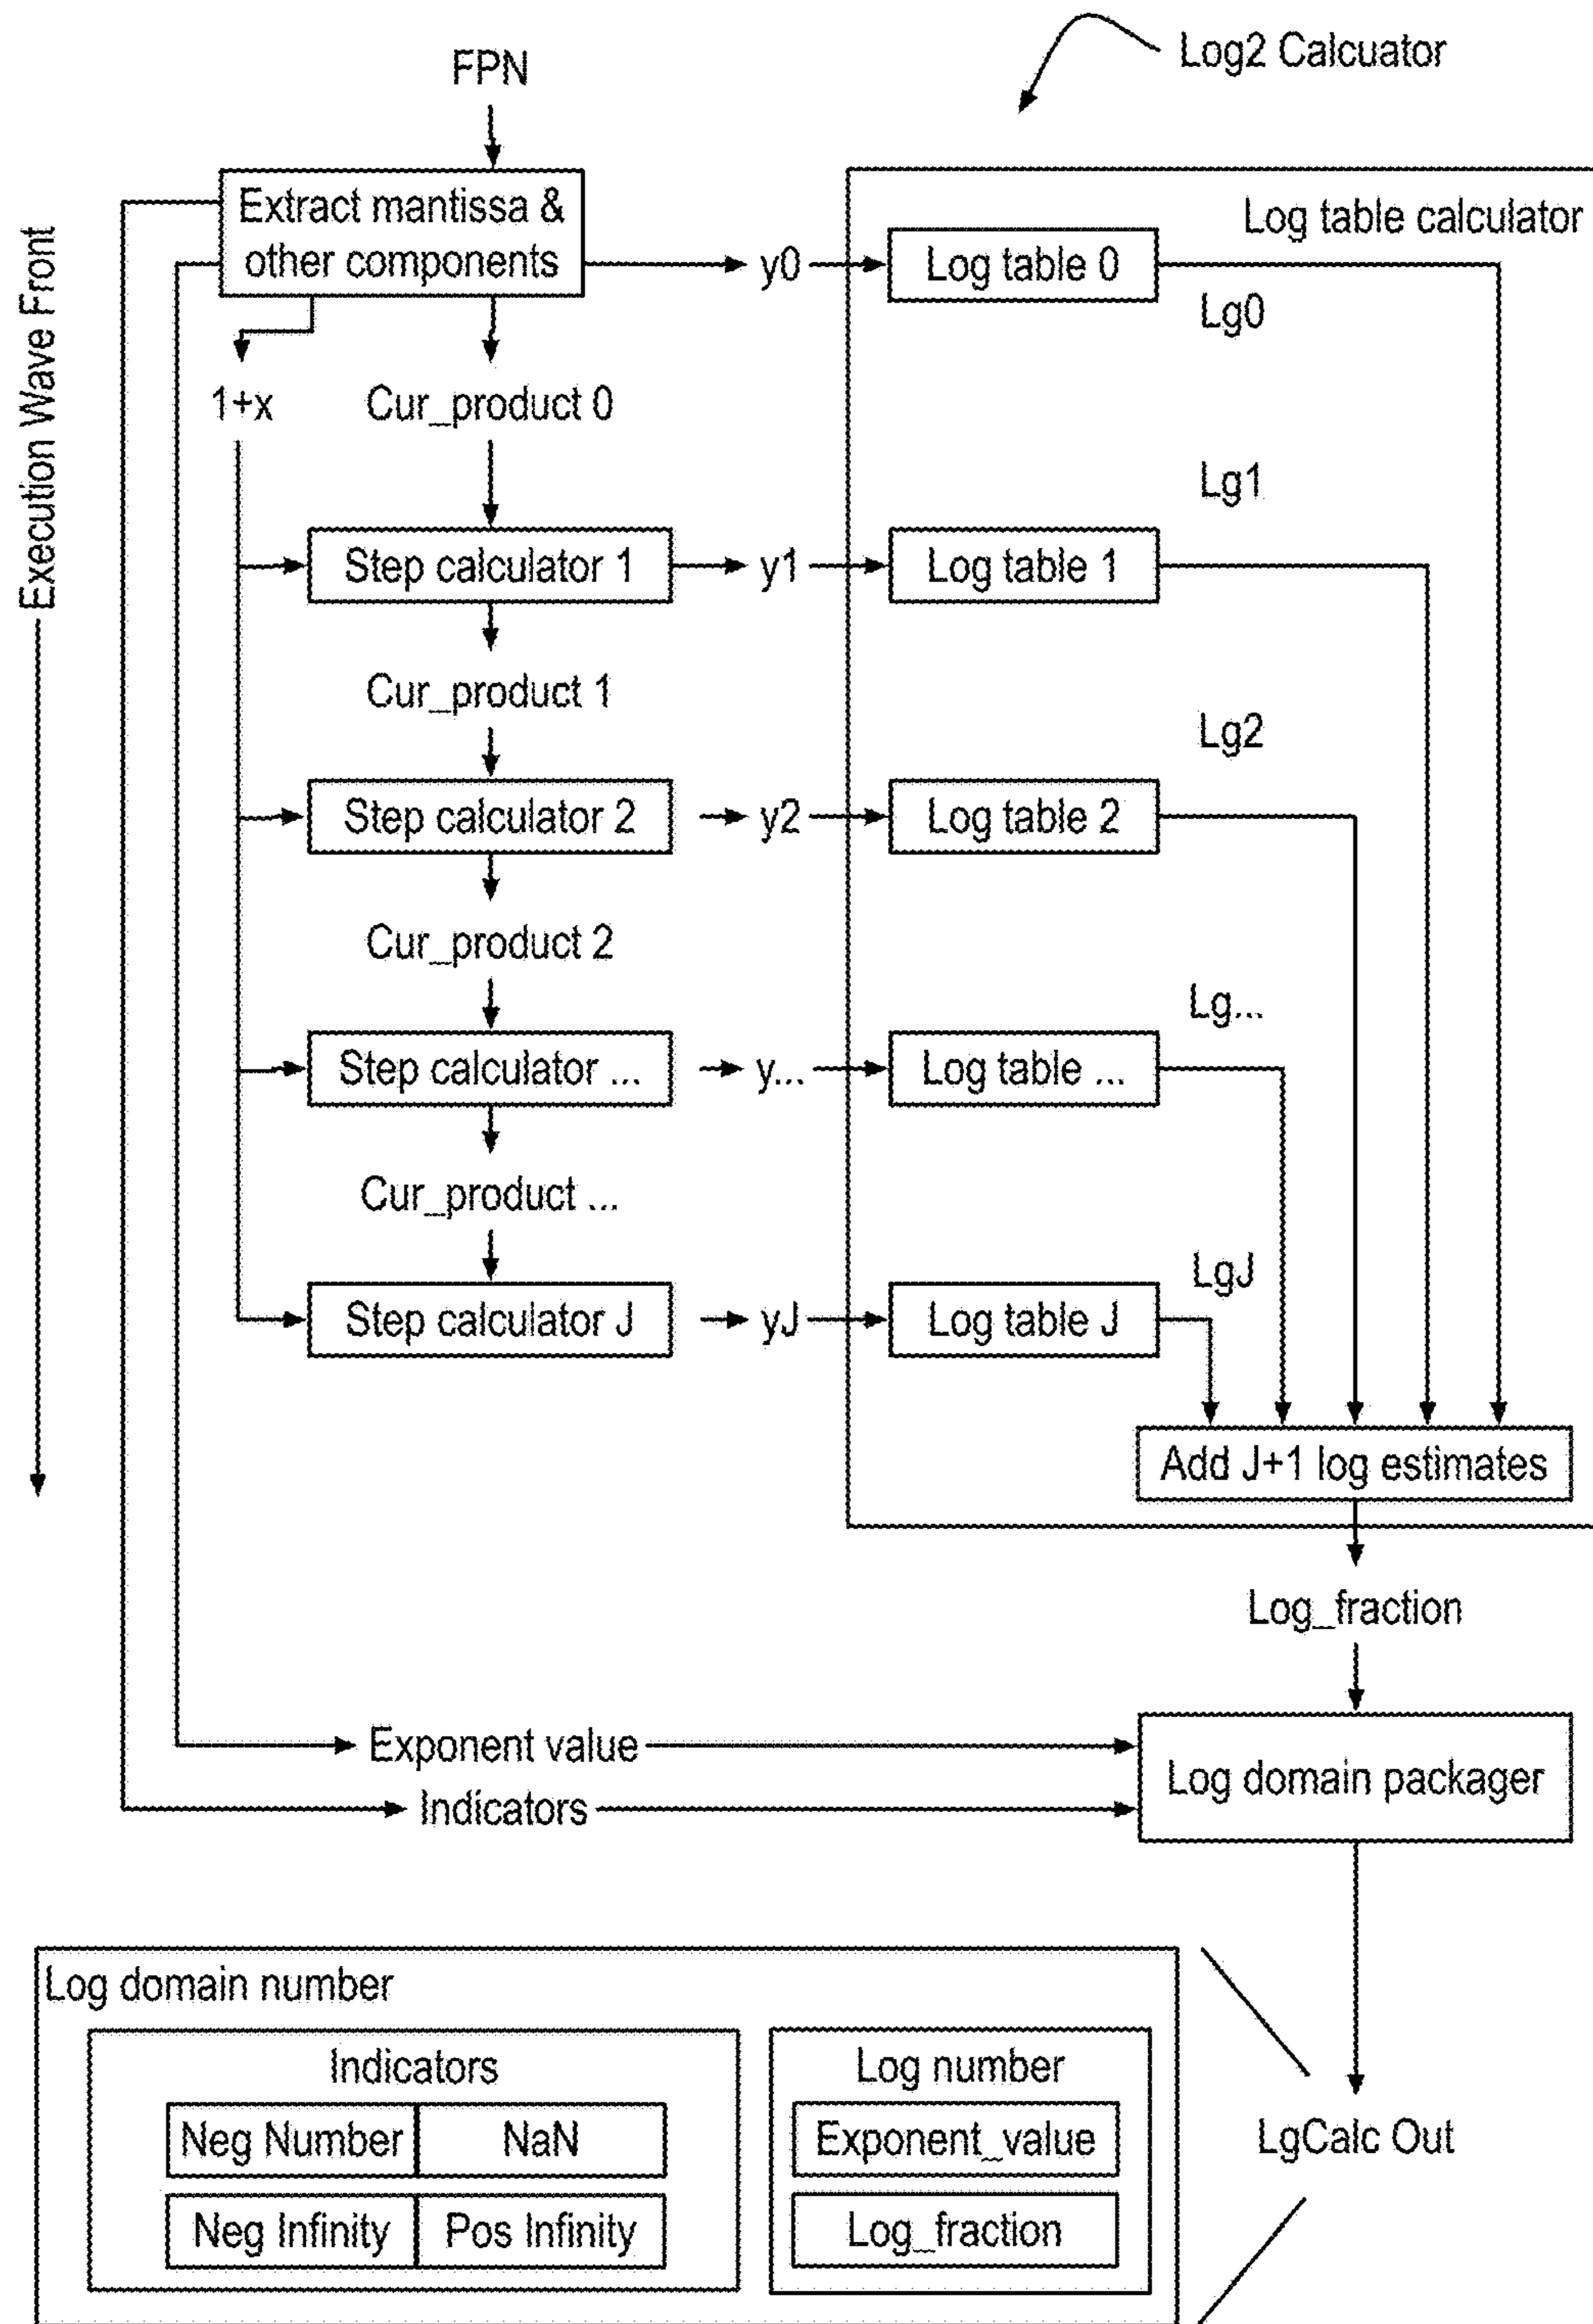 Log2 Calcuator
FPN
Execution Wave Front
Extract mantissa &
other components
Log table calculator
y0
Log table 0
Lg0
1+x
Cur_product 0
Lg1
Step calculator 1
y1
Log table 1
Cur_product 1
Lg2
Step calculator 2
y2
Log table 2
Cur_product 2
Lg...
Step calculator ...
y...
Log table ...
Cur_product ...
LgJ
Step calculator J
yJ
Log table J
Add J+1 log estimates
Log_fraction
Exponent value
Log domain packager
Indicators
Log domain number
Indicators
Log number
Neg Number
NaN
Exponent_value
LgCalc Out
Neg Infinity
Pos Infinity
Log_fraction